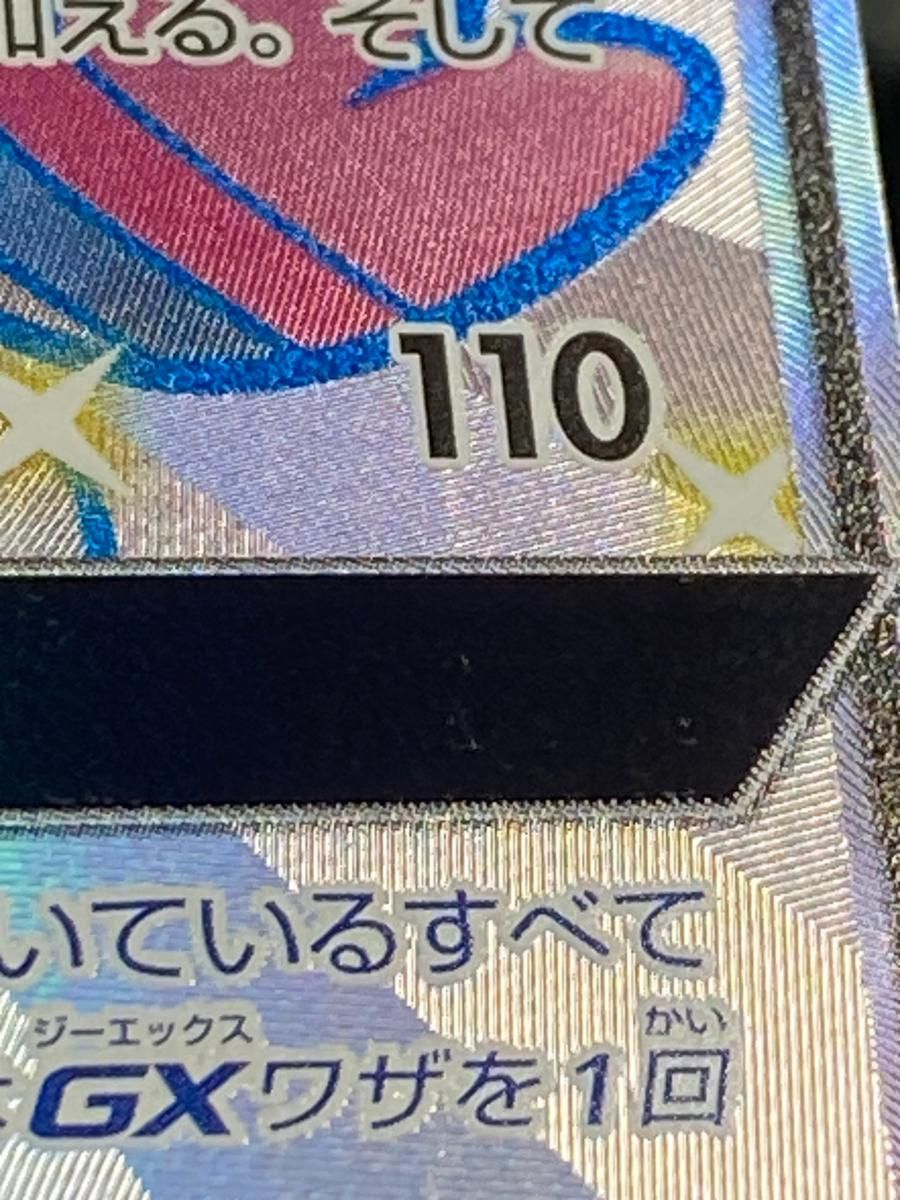 加える。そして
110
いているすべて
ジーエックス かい
GXワザを1回